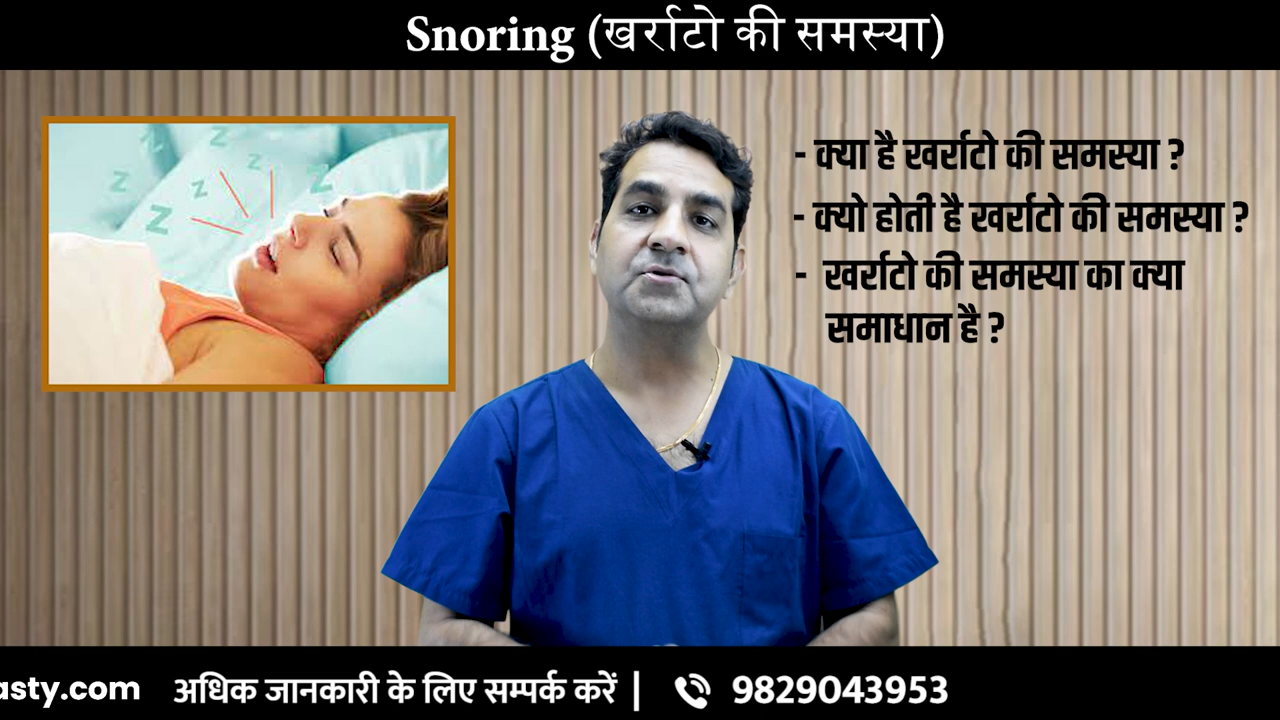 Snoring (खर्राटो की समस्या)
- क्या है खर्राटो की समस्या ?
- क्यो होती है खर्राटो की समस्या ?
- खर्राटो की समस्या का क्या
समाधान है ?
asty.com अधिक जानकारी के लिए सम्पर्क करें | 9829043953